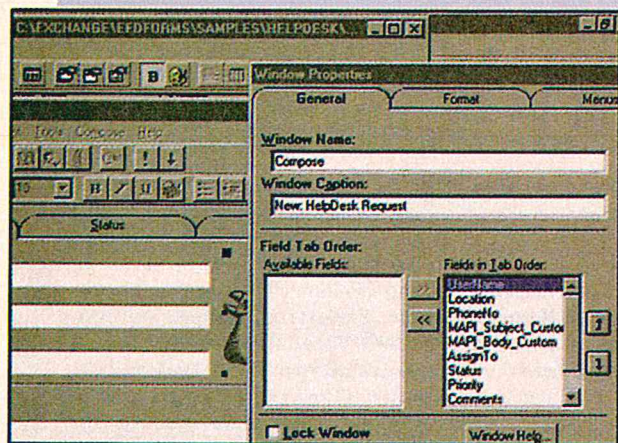 C:\EXCHANGE\EFDFORMS\SAMPLES\HELPDESK\...
B
Window Properties
General
Format
Menus
Tools Compose Help
Window Name:
Compose
Window Caption:
New: HelpDesk Request
10
B I U
Status
Field Tab Order:
Available Fields:
Fields in Tab Order:
>>
<<
UserName
Location
PhoneNo
MAPI_Subject_Custom
MAPI_Body_Custom
AssignTo
Status
Priority
Comments
Lock Window
Window Help...